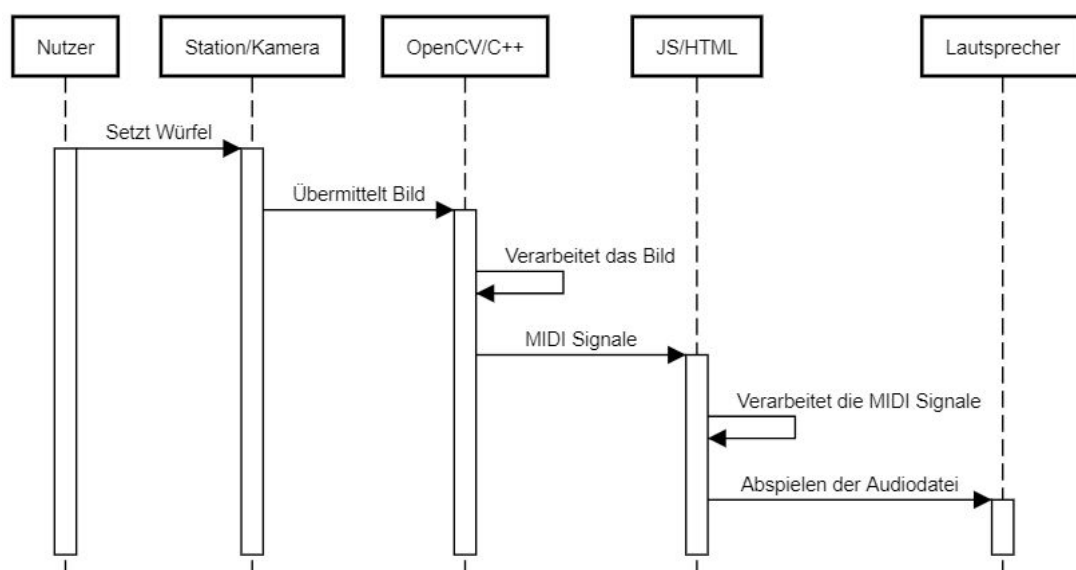 Nutzer
Station/Kamera
OpenCV/C++
JS/HTML
Lautsprecher
Setzt Würfel
Übermittelt Bild
Verarbeitet das Bild
MIDI Signale
Verarbeitet die MIDI Signale
Abspielen der Audiodatei